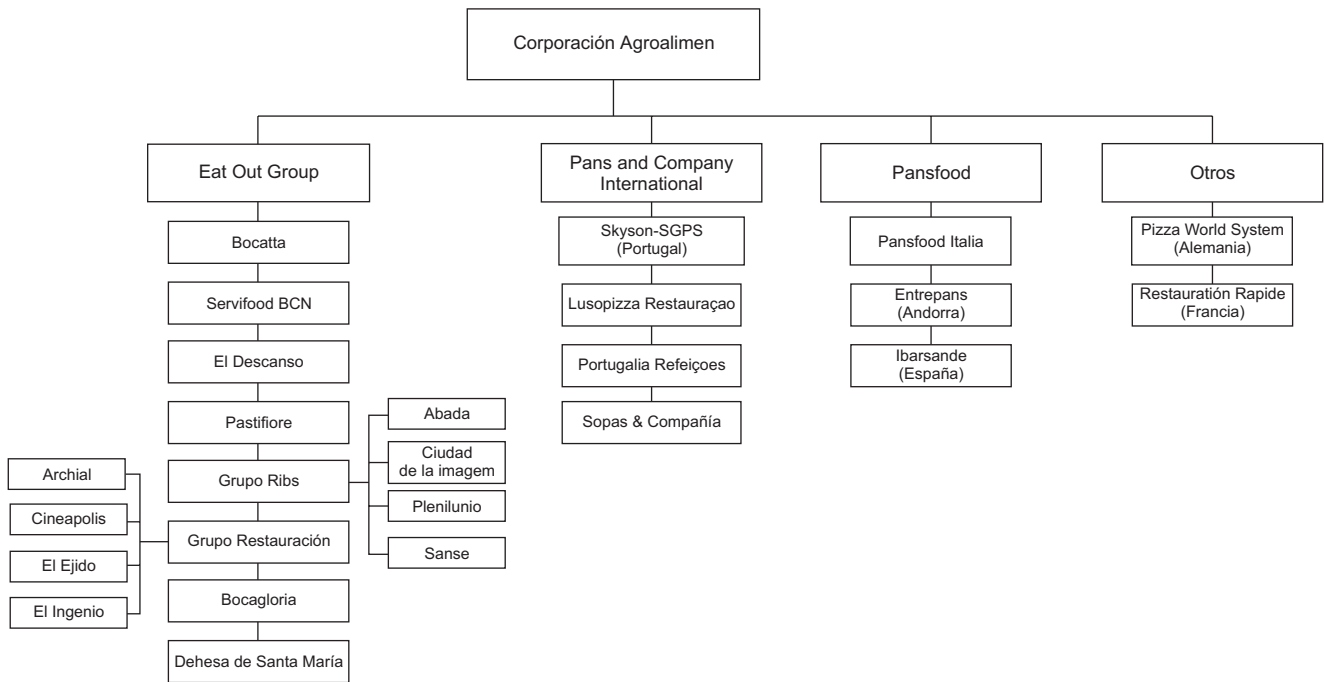 Corporación Agroalimen
Eat Out Group
Bocatta
Servifood BCN
El Descanso
Pastifiore
Grupo Ribs
Abada
Ciudad
de la imagem
Plenilunio
Sanse
Grupo Restauración
Archial
Cineapolis
El Ejido
El Ingenio
Bocagloria
Dehesa de Santa María
Pans and Company
International
Skyson-SGPS
(Portugal)
Lusopizza Restauraçao
Portugalia Refeiçoes
Sopas & Compañía
Pansfood
Pansfood Italia
Entrepans
(Andorra)
Ibarsande
(España)
Otros
Pizza World System
(Alemania)
Restauratión Rapide
(Francia)